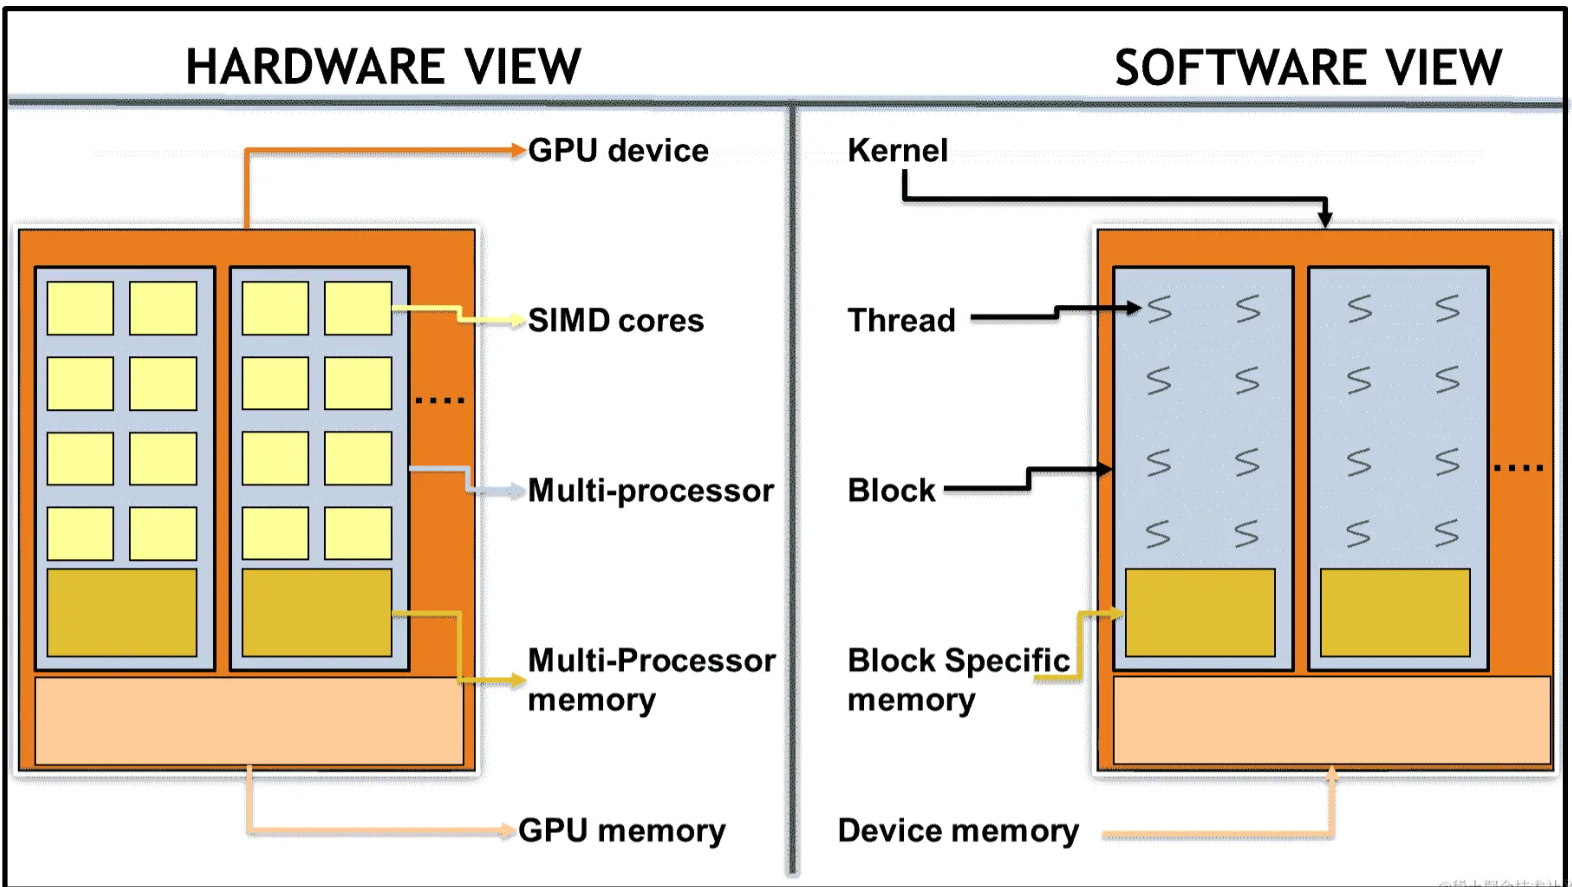 HARDWARE VIEW
SOFTWARE VIEW
GPU device
Kernel
SIMD cores
Thread
Multi-processor
Block
Multi-Processor
memory
Block Specific
memory
GPU memory
Device memory